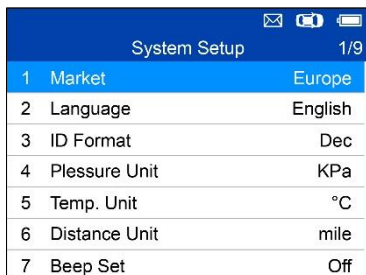 System Setup 1/9
1 Market Europe
2 Language English
3 ID Format Dec
4 Plessure Unit KPa
5 Temp. Unit °C
6 Distance Unit mile
7 Beep Set Off